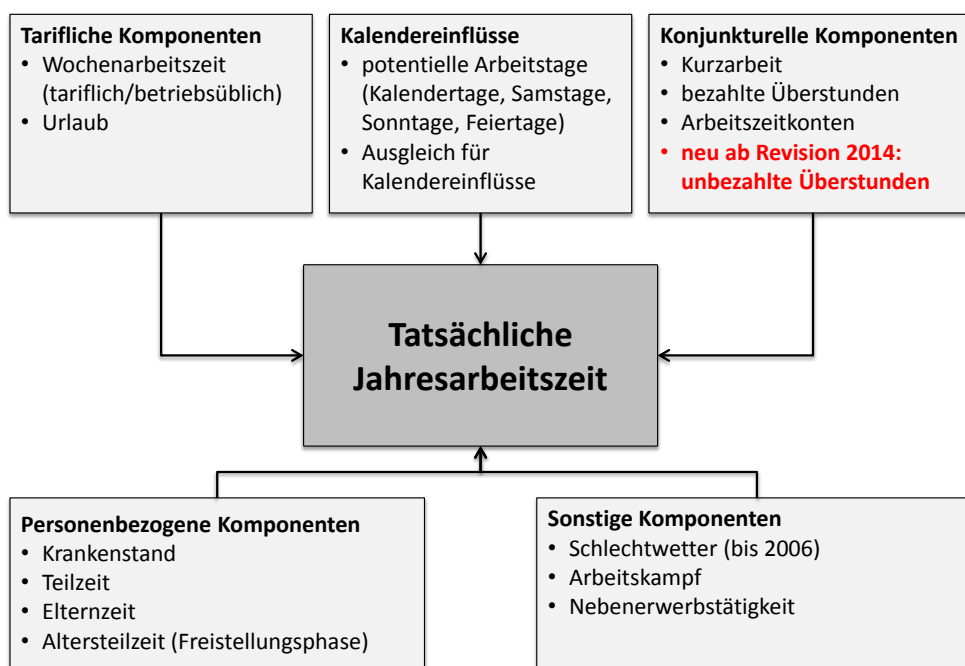 Tarifliche Komponenten
• Wochenarbeitszeit
(tariflich/betriebsüblich)
• Urlaub
Kalendereinflüsse
• potentielle Arbeitstage
(Kalendertage, Samstage,
Sonntage, Feiertage)
• Ausgleich für
Kalendereinflüsse
Konjunkturelle Komponenten
• Kurzarbeit
• bezahlte Überstunden
• Arbeitszeitkonten
• neu ab Revision 2014:
unbezahlte Überstunden
Tatsächliche
Jahresarbeitszeit
Personenbezogene Komponenten
• Krankenstand
• Teilzeit
• Elternzeit
• Altersteilzeit (Freistellungsphase)
Sonstige Komponenten
• Schlechtwetter (bis 2006)
• Arbeitskampf
• Nebenerwerbstätigkeit